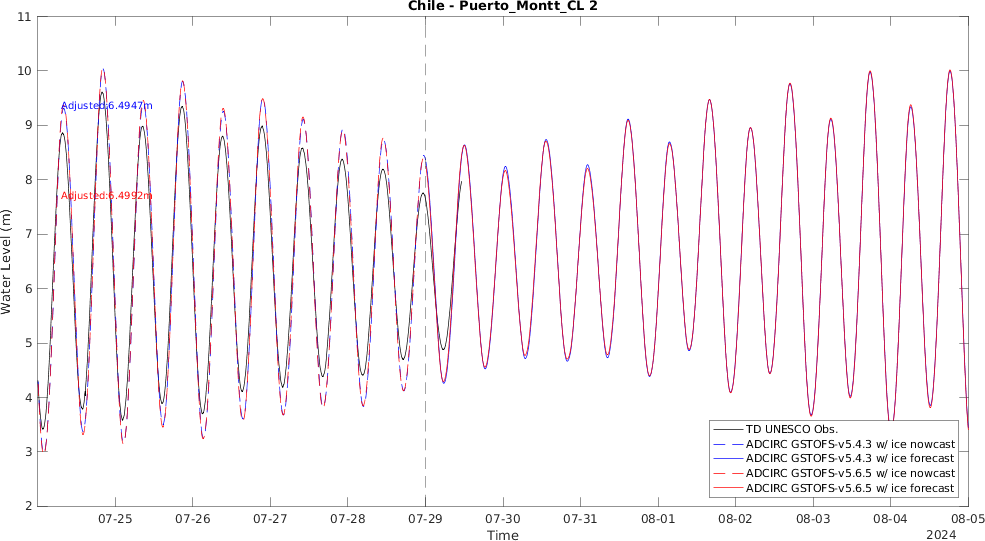 Chile - Puerto_Montt_CL 2
11
10
9
8
7
6
5
4
3
2
Water Level (m)
Adjusted:6.4947m
Adjusted:6.4992m
TD UNESCO Obs.
ADCIRC GSTOFS-v5.4.3 w/ ice nowcast
ADCIRC GSTOFS-v5.4.3 w/ ice forecast
ADCIRC GSTOFS-v5.6.5 w/ ice nowcast
ADCIRC GSTOFS-v5.6.5 w/ ice forecast
07-25 07-26 07-27 07-28 07-29 07-30 07-31 08-01 08-02 08-03 08-04 08-05
Time
2024